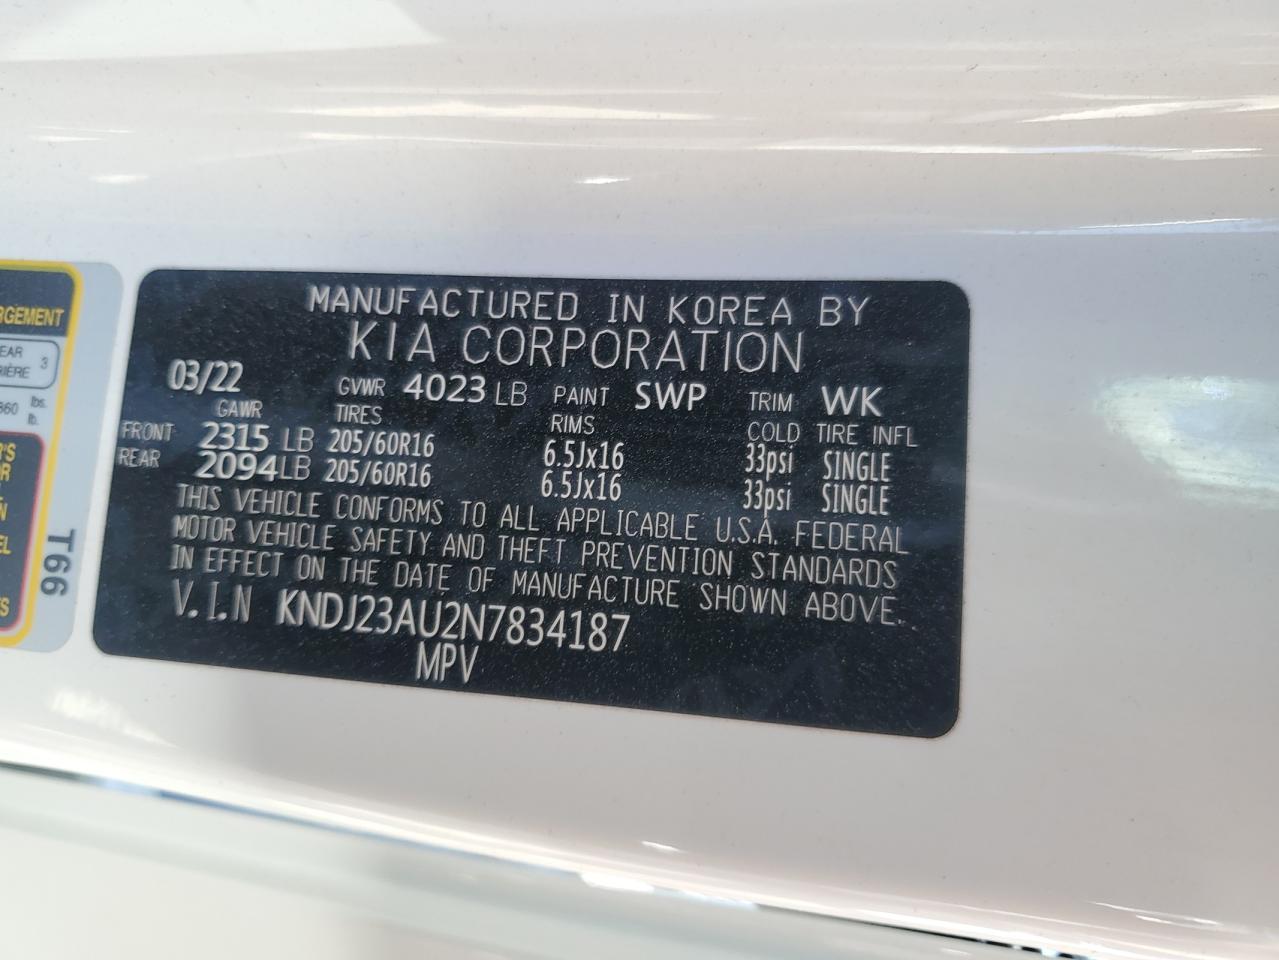 RGEMENT
EAR 3
IÈRE
860 lbs.
lb.
T66
MANUFACTURED IN KOREA BY
KIA CORPORATION
03/22 GVWR 4023 LB PAINT SWP TRIM WK
GAWR TIRES RIMS COLD TIRE INFL
FRONT 2315 LB 205/60R16 6.5Jx16 33psi SINGLE
REAR 2094 LB 205/60R16 6.5Jx16 33psi SINGLE
THIS VEHICLE CONFORMS TO ALL APPLICABLE U.S.A. FEDERAL
MOTOR VEHICLE SAFETY AND THEFT PREVENTION STANDARDS
IN EFFECT ON THE DATE OF MANUFACTURE SHOWN ABOVE.
V.I.N KNDJ23AU2N7834187
MPV